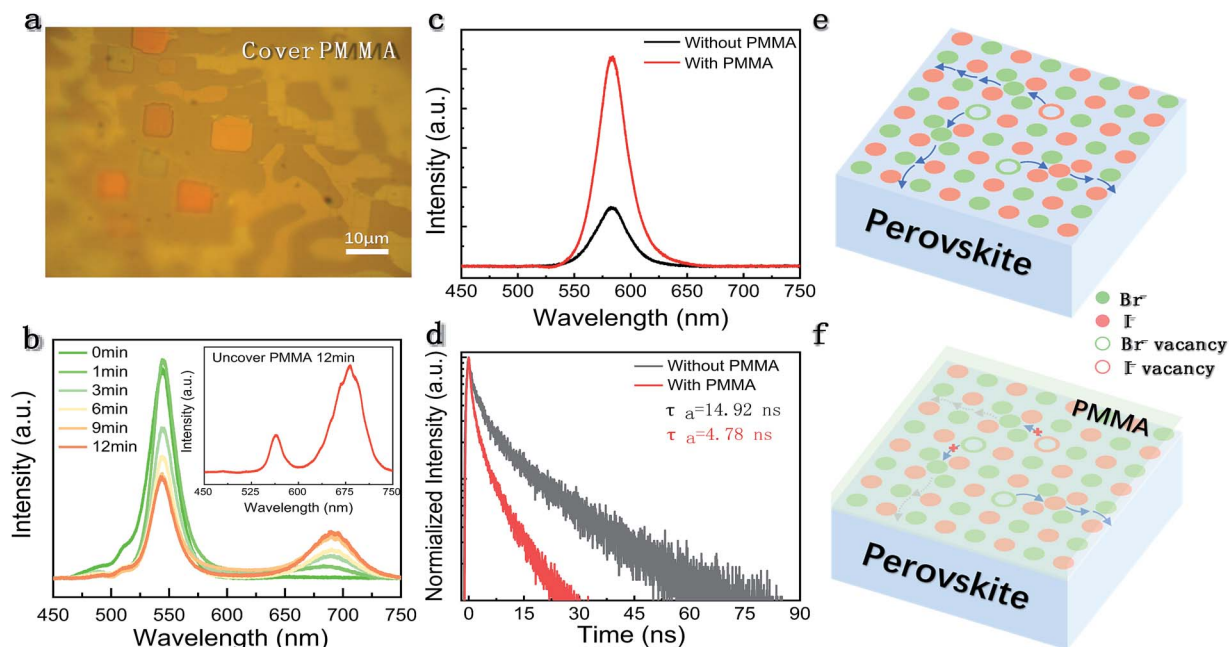 a
Cover PMMA
10μm
b
0min
1min
3min
6min
9min
12min
Uncover PMMA 12min
Intensity (a.u.)
450 525 600 675 750
Wavelength (nm)
Intensity (a.u.)
450 500 550 600 650 700 750
Wavelength (nm)
c
Without PMMA
With PMMA
Intensity (a.u.)
450 500 550 600 650 700 750
Wavelength (nm)
d
Without PMMA
With PMMA
τ a=14.92 ns
τ a=4.78 ns
Normialized Intensity (a.u.)
0 15 30 45 60 75 90
Time (ns)
e
Perovskite
Br⁻
I⁻
Br⁻ vacancy
I⁻ vacancy
f
PMMA
Perovskite